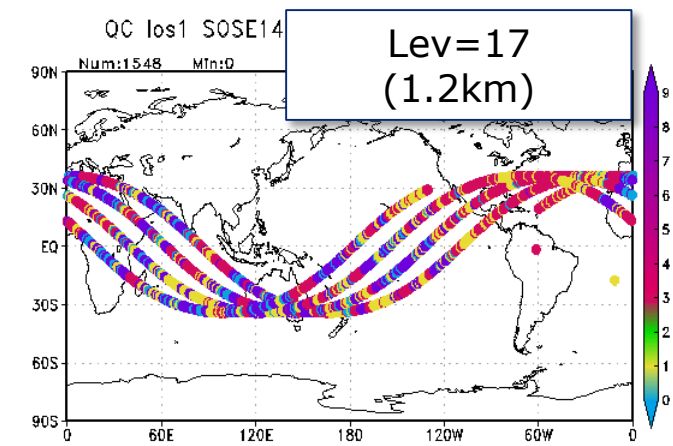 QC los1 SOSE14
Lev=17
(1.2km)
Num:1548 Min:0
90N
60N
30N
EQ
30S
60S
90S
0 60E 120E 180 120W 60W 0
9
8
7
6
5
4
3
2
1
0